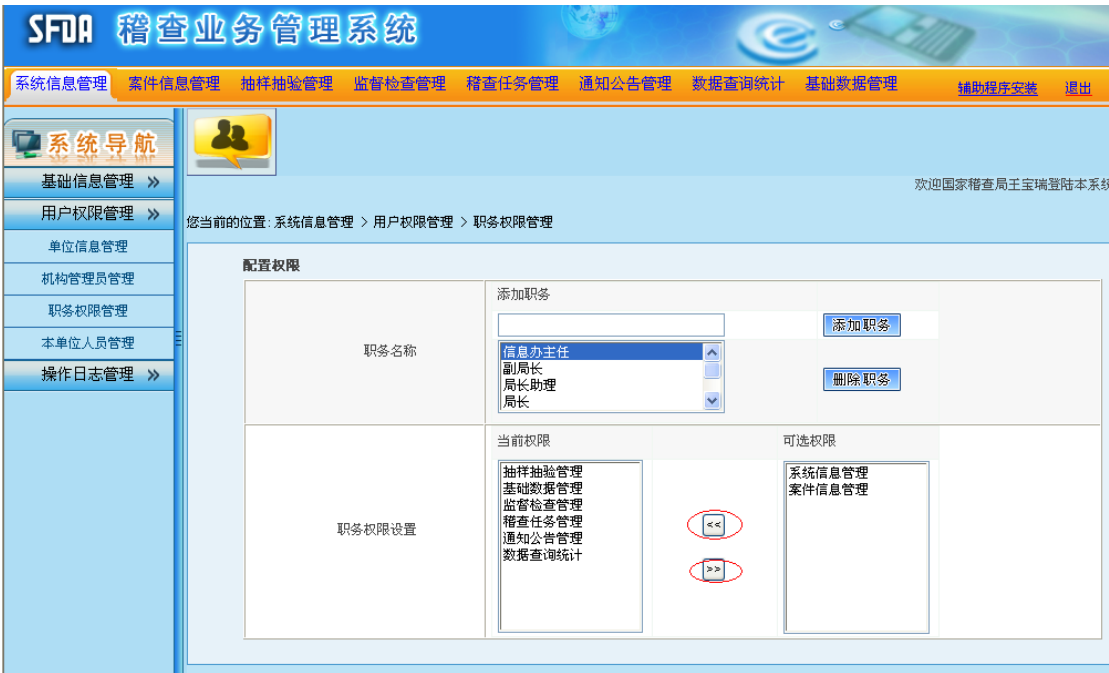 SFDA 稽查业务管理系统
系统信息管理 案件信息管理 抽样抽验管理 监督检查管理 稽查任务管理 通知公告管理 数据查询统计 基础数据管理 辅助程序安装 退出
系统导航
基础信息管理 »
用户权限管理 »
单位信息管理
机构管理员管理
职务权限管理
本单位人员管理
操作日志管理 »
欢迎国家稽查局王宝瑞登陆本系统
您当前的位置:系统信息管理 > 用户权限管理 > 职务权限管理
配置权限
添加职务
职务名称
添加职务
信息办主任
副局长
局长助理
局长
删除职务
职务权限设置
当前权限
抽样抽验管理
基础数据管理
监督检查管理
稽查任务管理
通知公告管理
数据查询统计
<<
>>
可选权限
系统信息管理
案件信息管理